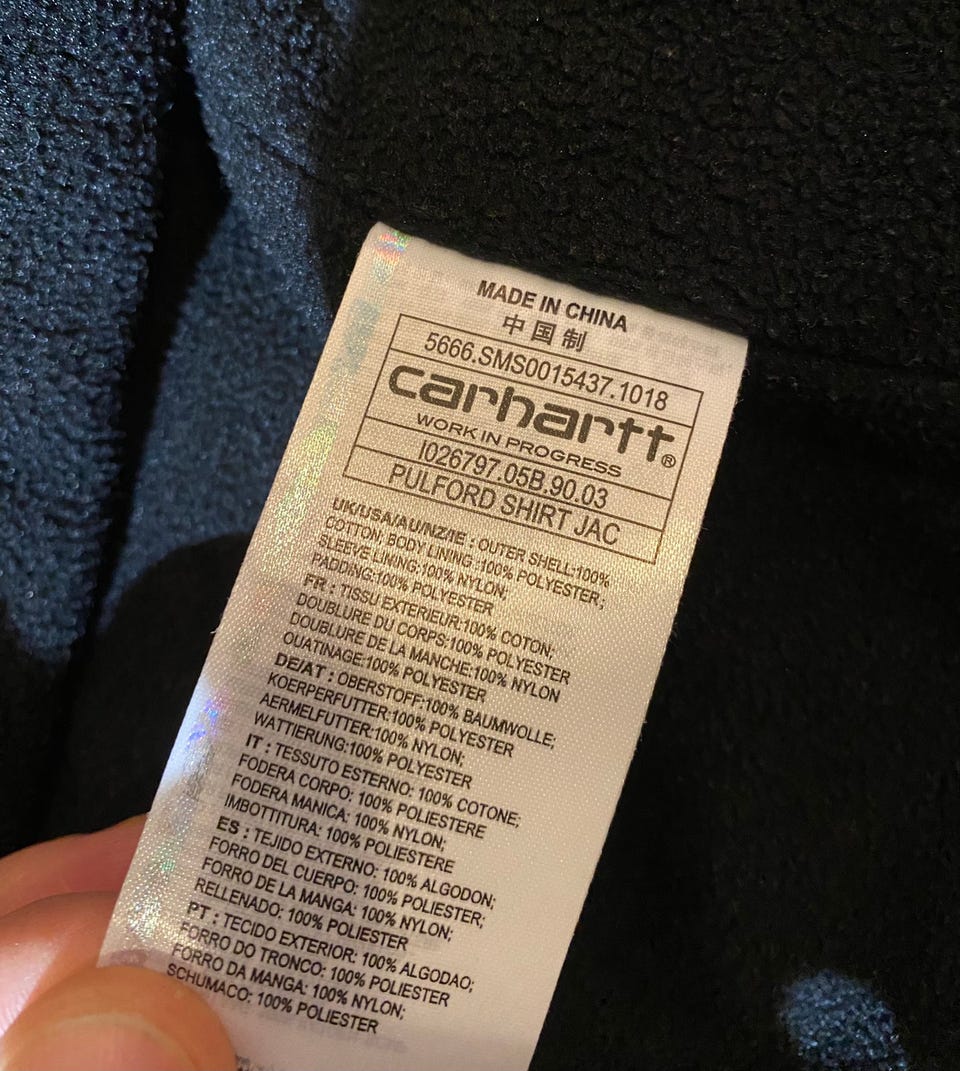 MADE IN CHINA
中国制
5666.SMS0015437.1018
carhartt®
WORK IN PROGRESS
I026797.05B.90.03
PULFORD SHIRT JAC
UK/USA/AU/NZ/IE : OUTER SHELL:100%
COTTON; BODY LINING :100% POLYESTER;
SLEEVE LINING:100% NYLON;
PADDING:100% POLYESTER
FR : TISSU EXTERIEUR:100% COTON;
DOUBLURE DU CORPS:100% POLYESTER
DOUBLURE DE LA MANCHE:100% NYLON
OUATINAGE:100% POLYESTER
DE/AT : OBERSTOFF:100% BAUMWOLLE;
KOERPERFUTTER:100% POLYESTER
AERMELFUTTER:100% NYLON;
WATTIERUNG:100% POLYESTER
IT : TESSUTO ESTERNO: 100% COTONE;
FODERA CORPO: 100% POLIESTERE
FODERA MANICA: 100% NYLON;
IMBOTTITURA: 100% POLIESTERE
ES : TEJIDO EXTERNO: 100% ALGODON;
FORRO DEL CUERPO: 100% POLIESTER;
FORRO DE LA MANGA: 100% NYLON;
RELLENADO: 100% POLIESTER
PT : TECIDO EXTERIOR: 100% ALGODAO;
FORRO DO TRONCO: 100% POLIESTER
FORRO DA MANGA: 100% NYLON;
SCHUMACO: 100% POLIESTER